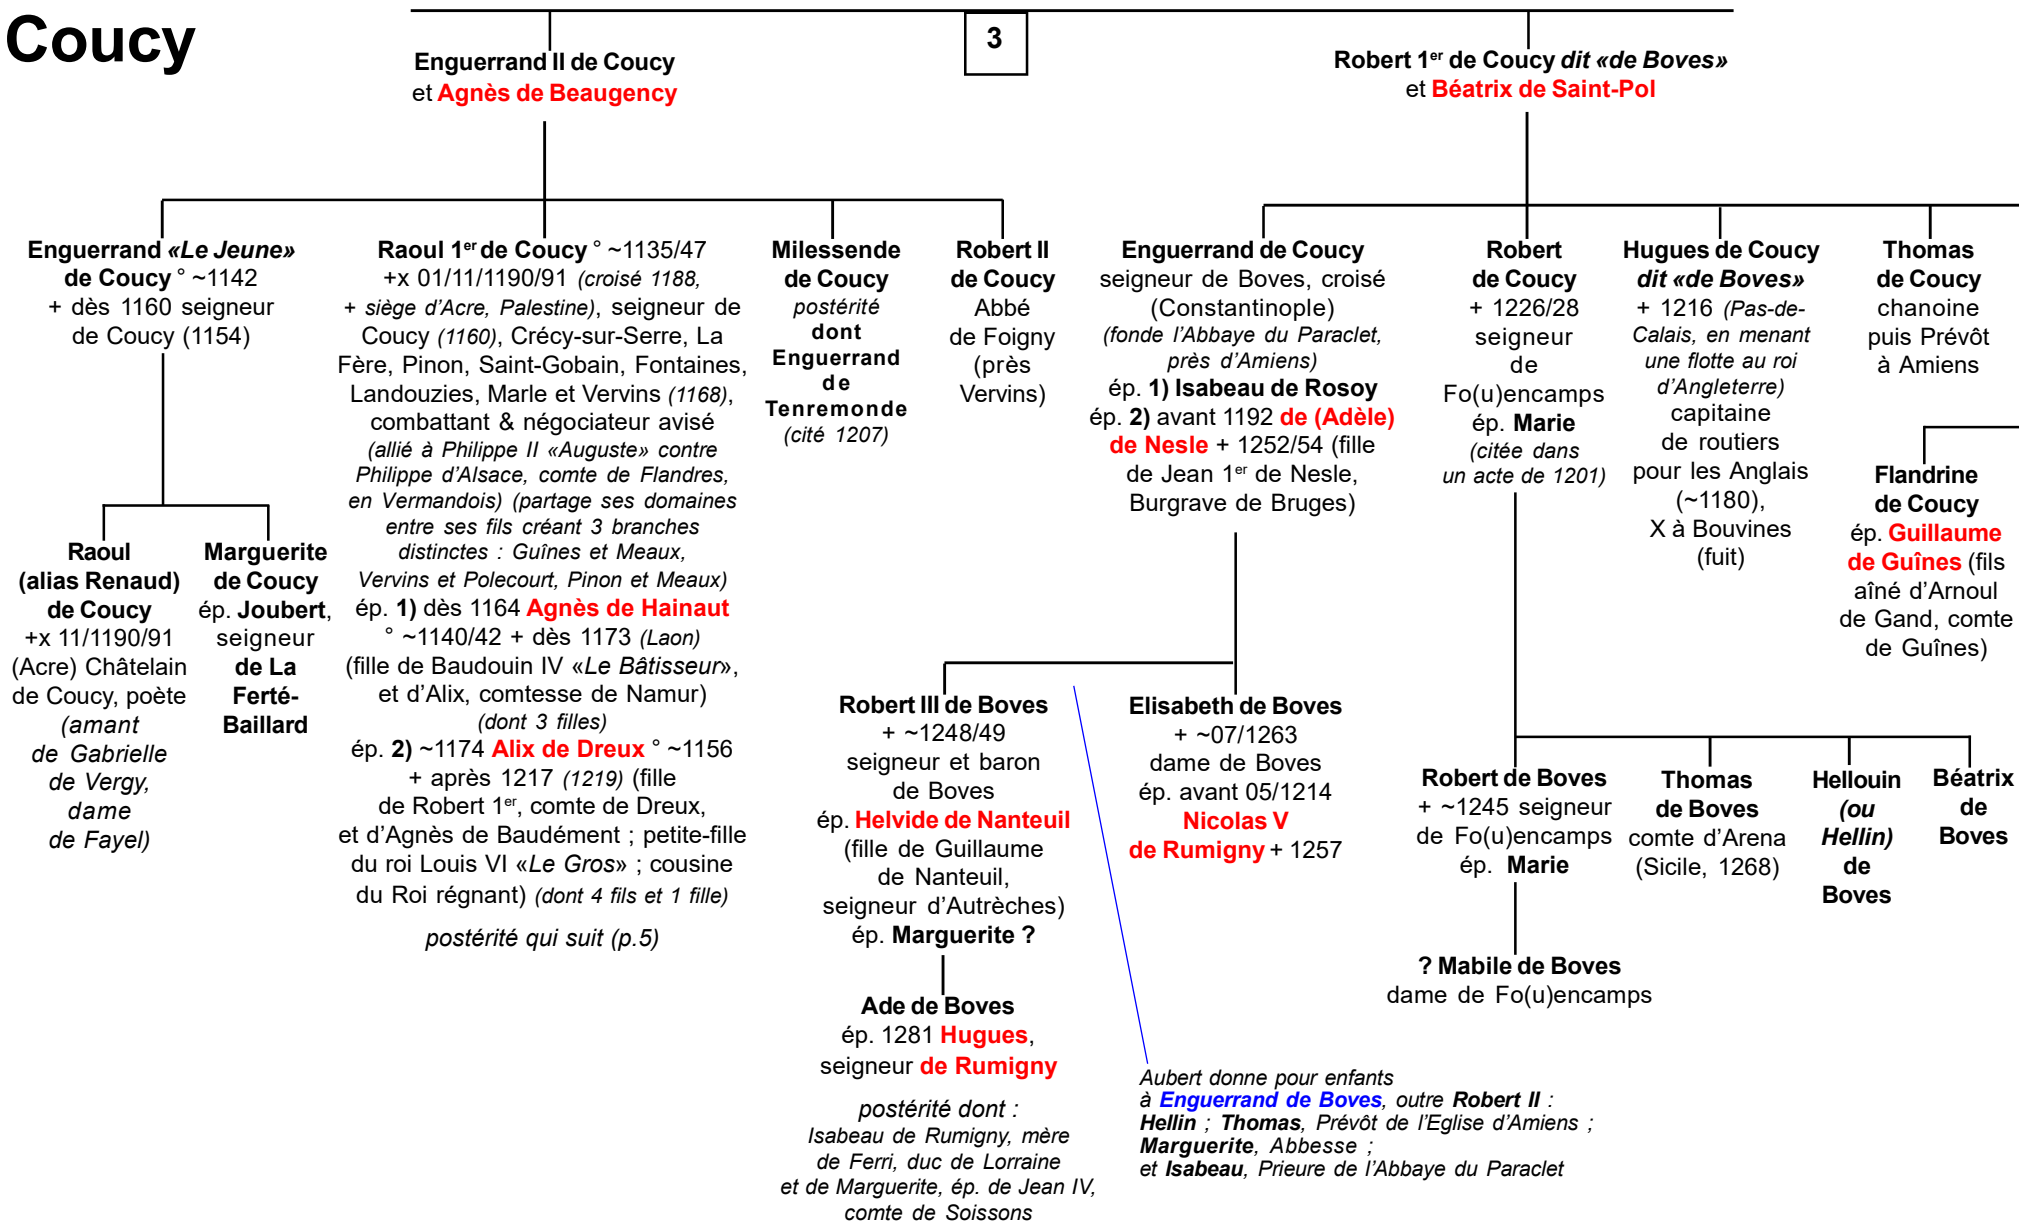 Coucy
3
Enguerrand II de Coucy
et Agnès de Beaugency
Robert 1er de Coucy dit «de Boves»
et Béatrix de Saint-Pol
Enguerrand «Le Jeune»
de Coucy ° ~1142
+ dès 1160 seigneur
de Coucy (1154)
Raoul 1er de Coucy ° ~1135/47
+x 01/11/1190/91 (croisé 1188,
+ siège d'Acre, Palestine), seigneur de
Coucy (1160), Crécy-sur-Serre, La
Fère, Pinon, Saint-Gobain, Fontaines,
Landouzies, Marle et Vervins (1168),
combattant & négociateur avisé
(allié à Philippe II «Auguste» contre
Philippe d'Alsace, comte de Flandres,
en Vermandois) (partage ses domaines
entre ses fils créant 3 branches
distinctes : Guînes et Meaux,
Vervins et Polecourt, Pinon et Meaux)
ép. 1) dès 1164 Agnès de Hainaut
° ~1140/42 + dès 1173 (Laon)
(fille de Baudouin IV «Le Bâtisseur»,
et d'Alix, comtesse de Namur)
(dont 3 filles)
ép. 2) ~1174 Alix de Dreux ° ~1156
+ après 1217 (1219) (fille
de Robert 1er, comte de Dreux,
et d'Agnès de Baudément ; petite-fille
du roi Louis VI «Le Gros» ; cousine
du Roi régnant) (dont 4 fils et 1 fille)
postérité qui suit (p.5)
Milessende
de Coucy
postérité
dont
Enguerrand
de
Tenremonde
(cité 1207)
Robert II
de Coucy
Abbé
de Foigny
(près
Vervins)
Enguerrand de Coucy
seigneur de Boves, croisé
(Constantinople)
(fonde l'Abbaye du Paraclet,
près d'Amiens)
ép. 1) Isabeau de Rosoy
ép. 2) avant 1192 de (Adèle)
de Nesle + 1252/54 (fille
de Jean 1er de Nesle,
Burgrave de Bruges)
Robert
de Coucy
+ 1226/28
seigneur
de
Fo(u)encamps
ép. Marie
(citée dans
un acte de 1201)
Hugues de Coucy
dit «de Boves»
+ 1216 (Pas-de-
Calais, en menant
une flotte au roi
d'Angleterre)
capitaine
de routiers
pour les Anglais
(~1180),
X à Bouvines
(fuit)
Thomas
de Coucy
chanoine
puis Prévôt
à Amiens
Flandrine
de Coucy
ép. Guillaume
de Guînes (fils
aîné d'Arnoul
de Gand, comte
de Guînes)
Raoul
(alias Renaud)
de Coucy
+x 11/1190/91
(Acre) Châtelain
de Coucy, poète
(amant
de Gabrielle
de Vergy,
dame
de Fayel)
Marguerite
de Coucy
ép. Joubert,
seigneur
de La
Ferté-
Baillard
Robert III de Boves
+ ~1248/49
seigneur et baron
de Boves
ép. Helvide de Nanteuil
(fille de Guillaume
de Nanteuil,
seigneur d'Autrèches)
ép. Marguerite ?
Elisabeth de Boves
+ ~07/1263
dame de Boves
ép. avant 05/1214
Nicolas V
de Rumigny + 1257
Robert de Boves
+ ~1245 seigneur
de Fo(u)encamps
ép. Marie
Thomas
de Boves
comte d'Arena
(Sicile, 1268)
Hellouin
(ou
Hellin)
de
Boves
Béatrix
de
Boves
? Mabile de Boves
dame de Fo(u)encamps
Ade de Boves
ép. 1281 Hugues,
seigneur de Rumigny
postérité dont :
Isabeau de Rumigny, mère
de Ferri, duc de Lorraine
et de Marguerite, ép. de Jean IV,
comte de Soissons
Aubert donne pour enfants
à Enguerrand de Boves, outre Robert II :
Hellin ; Thomas, Prévôt de l'Eglise d'Amiens ;
Marguerite, Abbesse ;
et Isabeau, Prieure de l'Abbaye du Paraclet